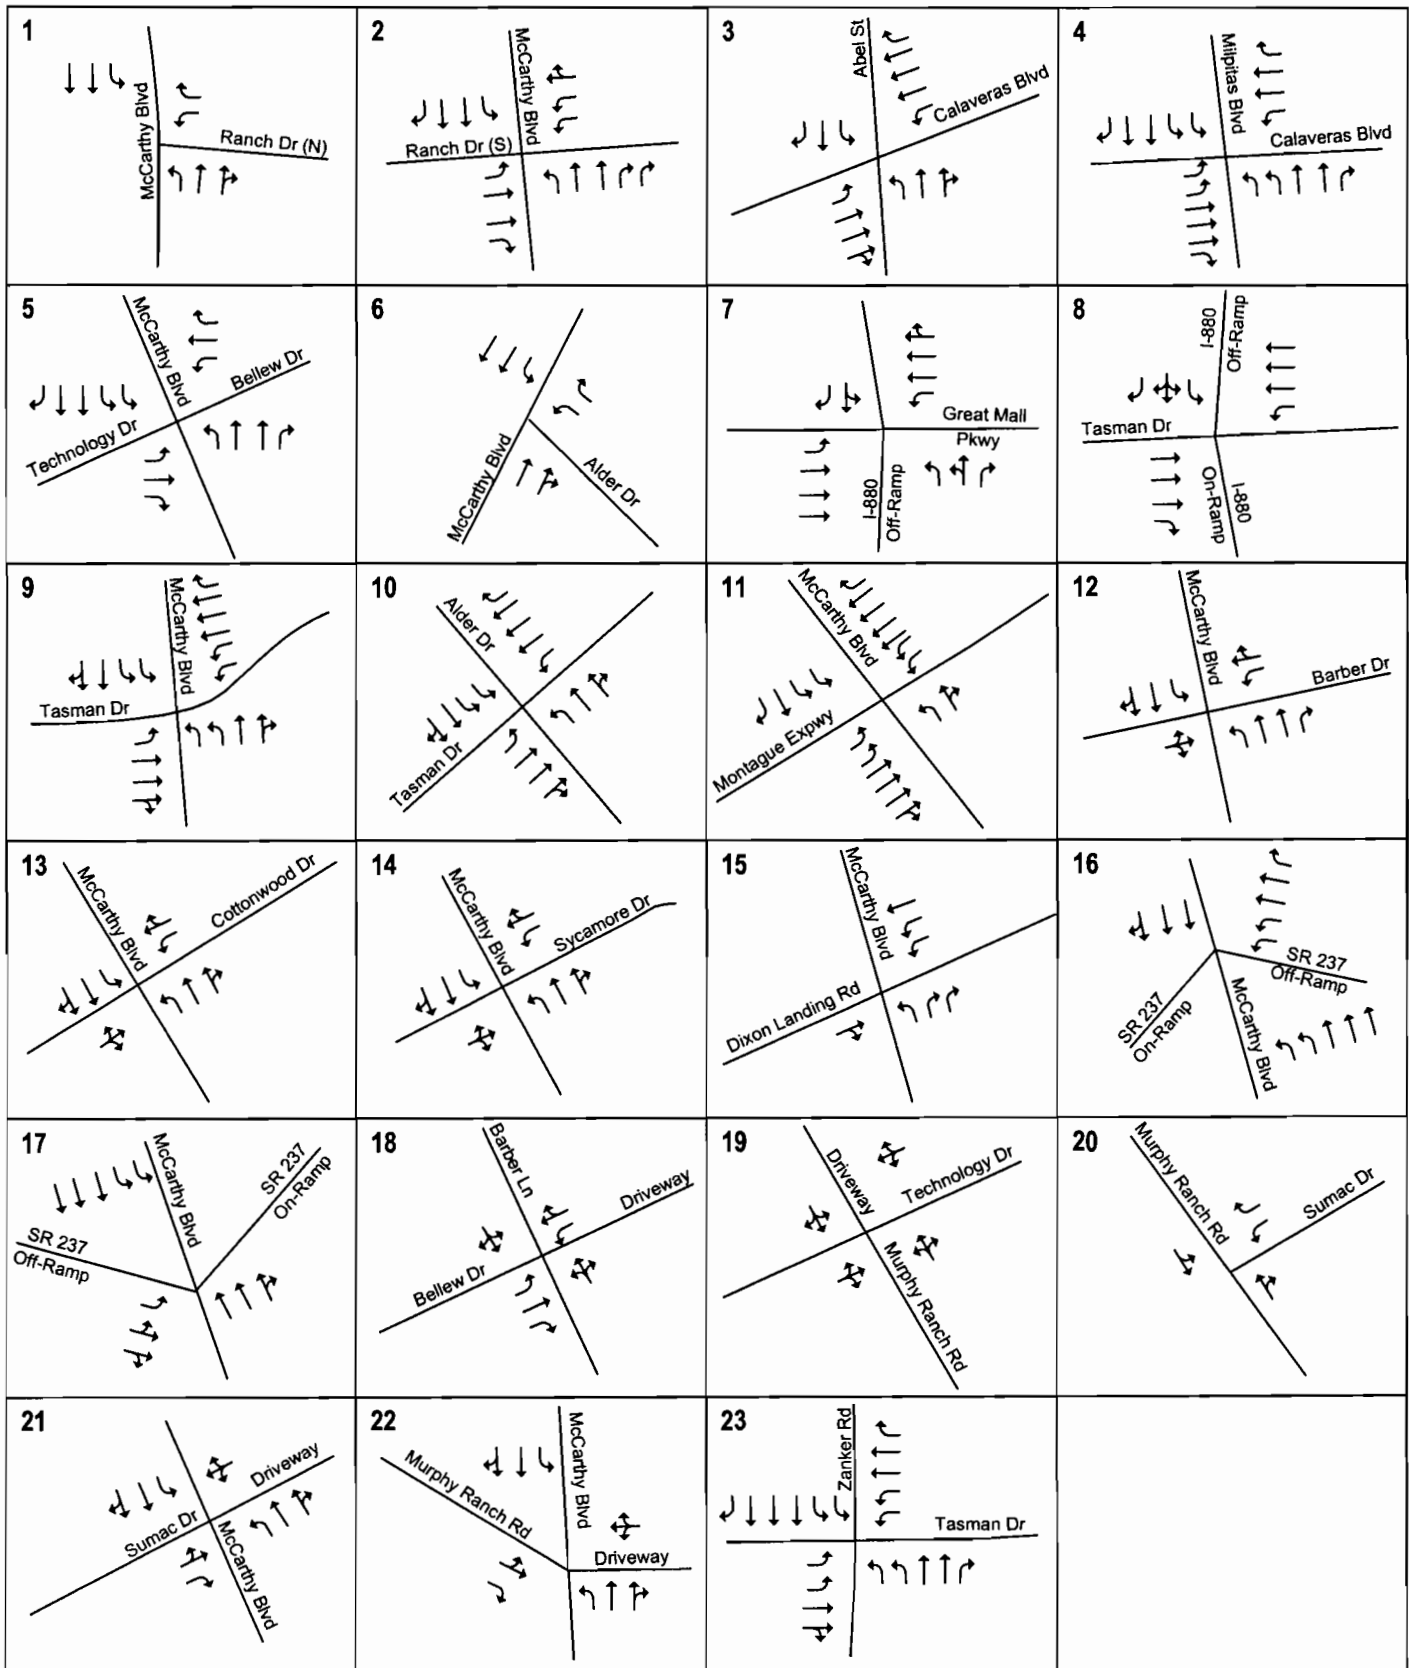 1
McCarthy Blvd
McCarthy Blvd
Ranch Dr (N)
2
McCarthy Blvd
Ranch Dr (S)
3
Abel St
Calaveras Blvd
4
Milpitas Blvd
Calaveras Blvd
5
McCarthy Blvd
Bellew Dr
Technology Dr
6
McCarthy Blvd
Alder Dr
7
Great Mall
Pkwy
I-880
Off-Ramp
8
I-880
Off-Ramp
Tasman Dr
I-880
On-Ramp
9
McCarthy Blvd
Tasman Dr
10
Alder Dr
Tasman Dr
11
McCarthy Blvd
Montague Expwy
12
McCarthy Blvd
Barber Dr
13
McCarthy Blvd
Cottonwood Dr
14
McCarthy Blvd
Sycamore Dr
15
McCarthy Blvd
Dixon Landing Rd
16
SR 237
Off-Ramp
SR 237
On-Ramp
McCarthy Blvd
17
McCarthy Blvd
SR 237
On-Ramp
SR 237
Off-Ramp
18
Barber Ln
Driveway
Bellew Dr
19
Driveway
Technology Dr
Murphy Ranch Rd
20
Murphy Ranch Rd
Sumac Dr
21
Driveway
Sumac Dr
McCarthy Blvd
22
McCarthy Blvd
Murphy Ranch Rd
Driveway
23
Zanker Rd
Tasman Dr